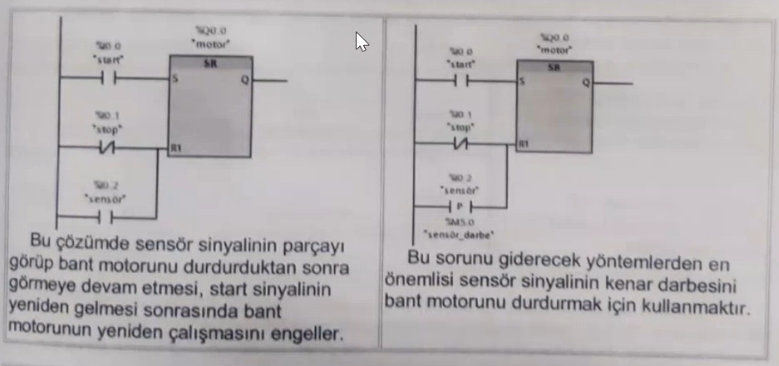 %Q0.0
"motor"
%I0.0
"start"
SR
S
Q
%I0.1
"stop"
R1
%I0.2
"sensör"
Bu çözümde sensör sinyalinin parçayı
görüp bant motorunu durdurduktan sonra
görmeye devam etmesi, start sinyalinin
yeniden gelmesi sonrasında bant
motorunun yeniden çalışmasını engeller.
%Q0.0
"motor"
%I0.0
"start"
SR
S
Q
%I0.1
"stop"
R1
%I0.2
"sensör"
P
%M5.0
"sensör_darbe"
Bu sorunu giderecek yöntemlerden en
önemlisi sensör sinyalinin kenar darbesini
bant motorunu durdurmak için kullanmaktır.